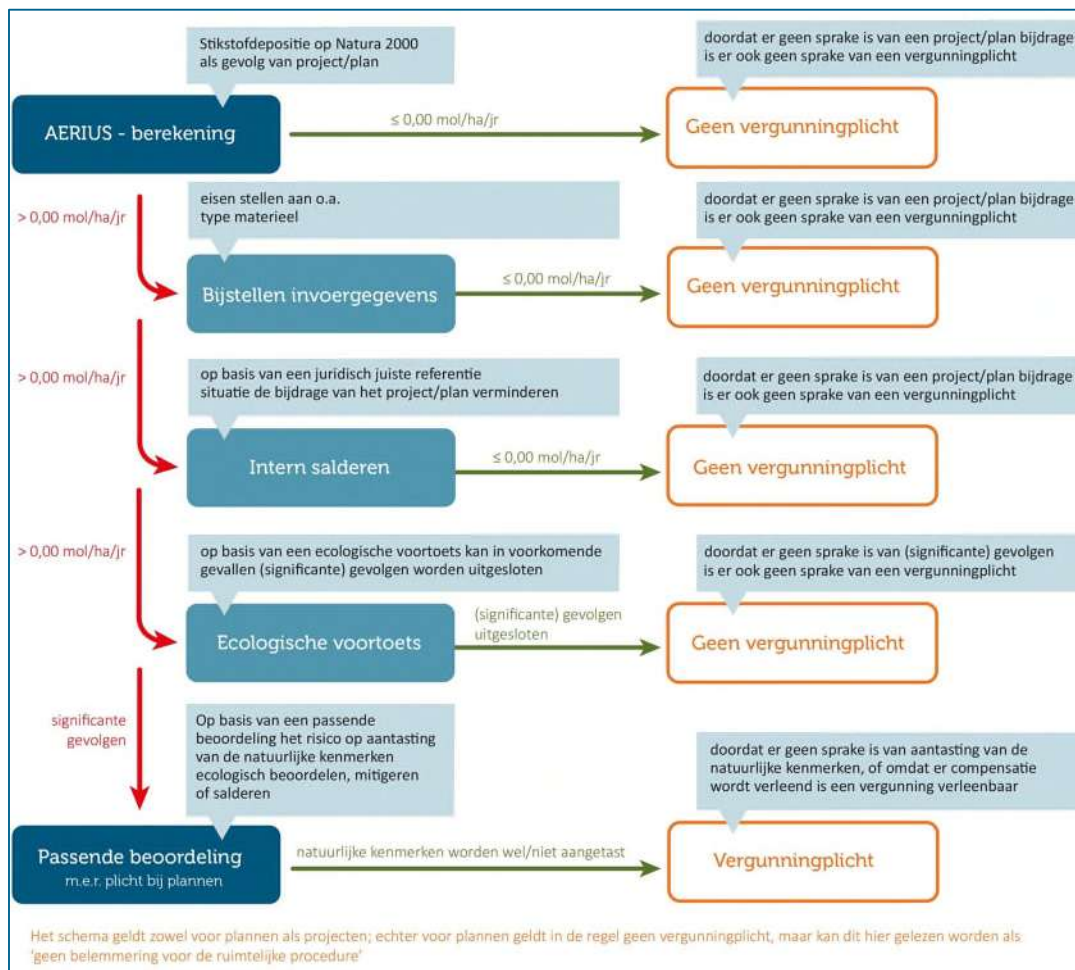 Stikstofdepositie op Natura 2000
als gevolg van project/plan
doordat er geen sprake is van een project/plan bijdrage
is er ook geen sprake van een vergunningplicht
AERIUS - berekening
≤ 0,00 mol/ha/jr
Geen vergunningplicht
> 0,00 mol/ha/jr
eisen stellen aan o.a.
type materieel
doordat er geen sprake is van een project/plan bijdrage
is er ook geen sprake van een vergunningplicht
Bijstellen invoergegevens
≤ 0,00 mol/ha/jr
Geen vergunningplicht
> 0,00 mol/ha/jr
op basis van een juridisch juiste referentie
situatie de bijdrage van het project/plan verminderen
doordat er geen sprake is van een project/plan bijdrage
is er ook geen sprake van een vergunningplicht
Intern salderen
≤ 0,00 mol/ha/jr
Geen vergunningplicht
> 0,00 mol/ha/jr
op basis van een ecologische voortoets kan in voorkomende
gevallen (significante) gevolgen worden uitgesloten
doordat er geen sprake is van (significante) gevolgen
is er ook geen sprake van een vergunningplicht
Ecologische voortoets
(significante) gevolgen
uitgesloten
Geen vergunningplicht
significante
gevolgen
Op basis van een passende
beoordeling het risico op aantasting
van de natuurlijke kenmerken
ecologisch beoordelen, mitigeren
of salderen
doordat er geen sprake is van aantasting van de
natuurlijke kenmerken, of omdat er compensatie
wordt verleend is een vergunning verleenbaar
Passende beoordeling
m.e.r. plicht bij plannen
natuurlijke kenmerken worden wel/niet aangetast
Vergunningplicht
Het schema geldt zowel voor plannen als projecten; echter voor plannen geldt in de regel geen vergunningplicht, maar kan dit hier gelezen worden als
'geen belemmering voor de ruimtelijke procedure'